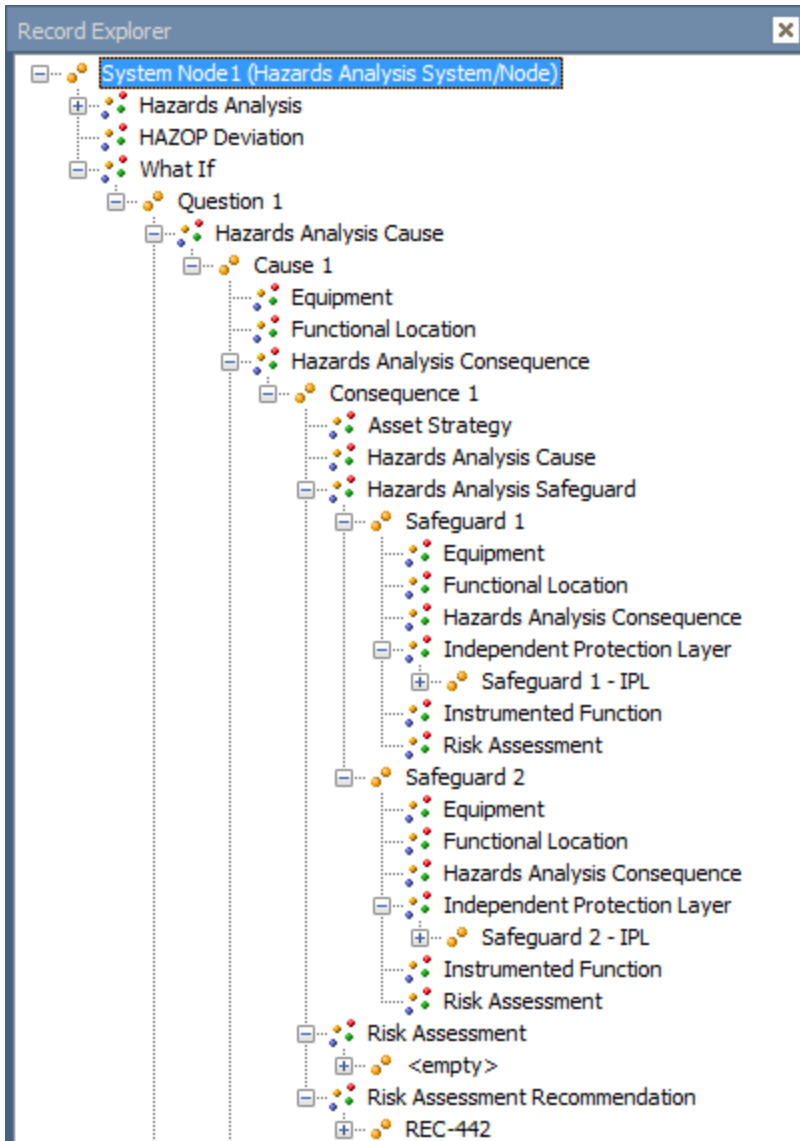 Record Explorer
System Node1 (Hazards Analysis System/Node)
Hazards Analysis
HAZOP Deviation
What If
Question 1
Hazards Analysis Cause
Cause 1
Equipment
Functional Location
Hazards Analysis Consequence
Consequence 1
Asset Strategy
Hazards Analysis Cause
Hazards Analysis Safeguard
Safeguard 1
Equipment
Functional Location
Hazards Analysis Consequence
Independent Protection Layer
Safeguard 1 - IPL
Instrumented Function
Risk Assessment
Safeguard 2
Equipment
Functional Location
Hazards Analysis Consequence
Independent Protection Layer
Safeguard 2 - IPL
Instrumented Function
Risk Assessment
Risk Assessment
<empty>
Risk Assessment Recommendation
REC-442